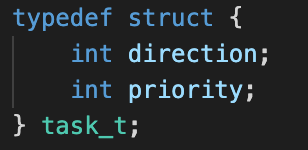 typedef struct {
    int direction;
    int priority;
} task_t;